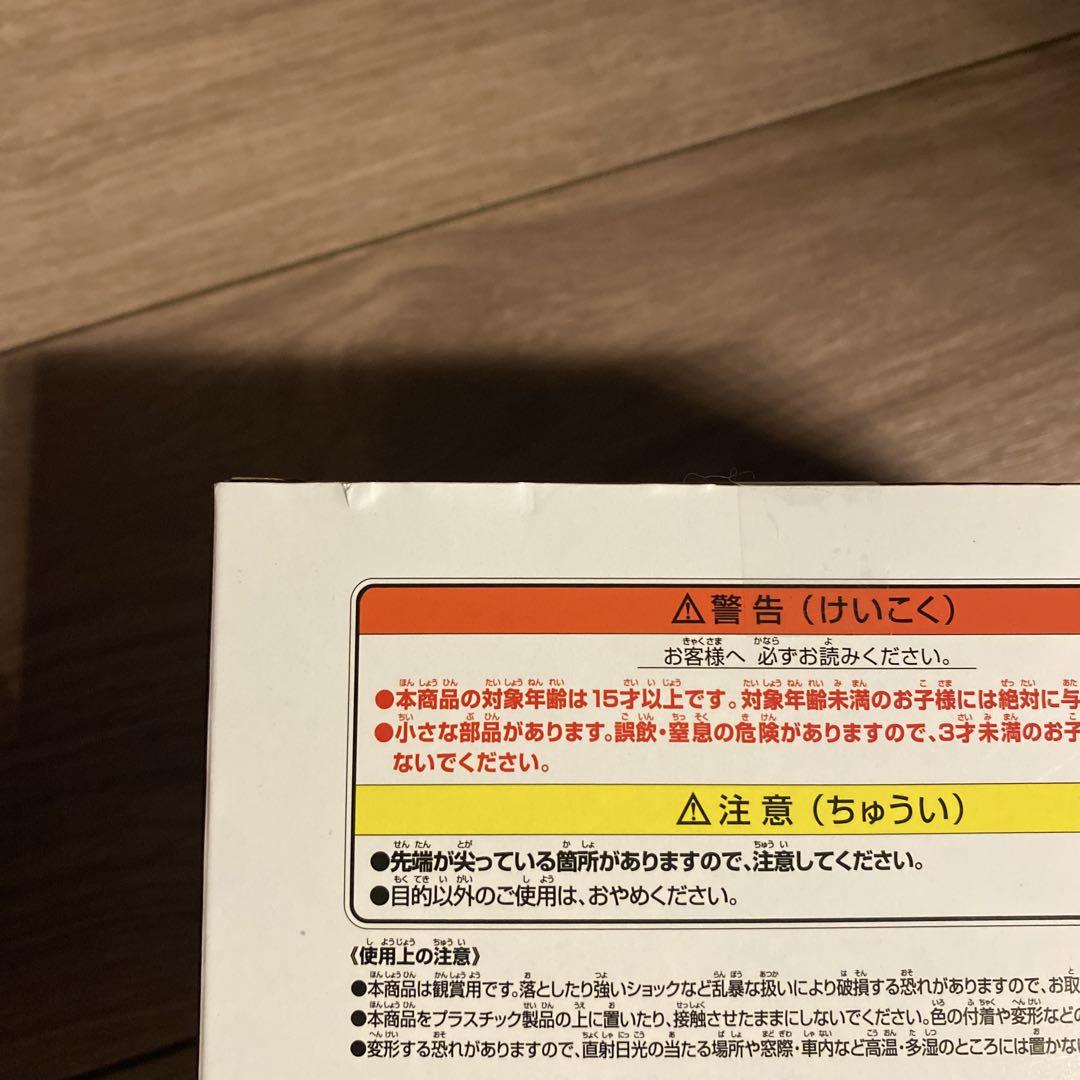 ⚠警告（けいこく）
お客様へ 必ずお読みください。
●本商品の対象年齢は15才以上です。対象年齢未満のお子様には絶対に与
●小さな部品があります。誤飲・窒息の危険がありますので、3才未満のお子
ないでください。
⚠注意（ちゅうい）
●先端が尖っている箇所がありますので、注意してください。
●目的以外のご使用は、おやめください。
《使用上の注意》
●本商品は観賞用です。落としたり強いショックなど乱暴な扱いにより破損する恐れがありますので、お取
●本商品をプラスチック製品の上に置いたり、接触させたままにしないでください。色の付着や変形などの
●変形する恐れがありますので、直射日光の当たる場所や窓際・車内など高温・多湿のところには置かない